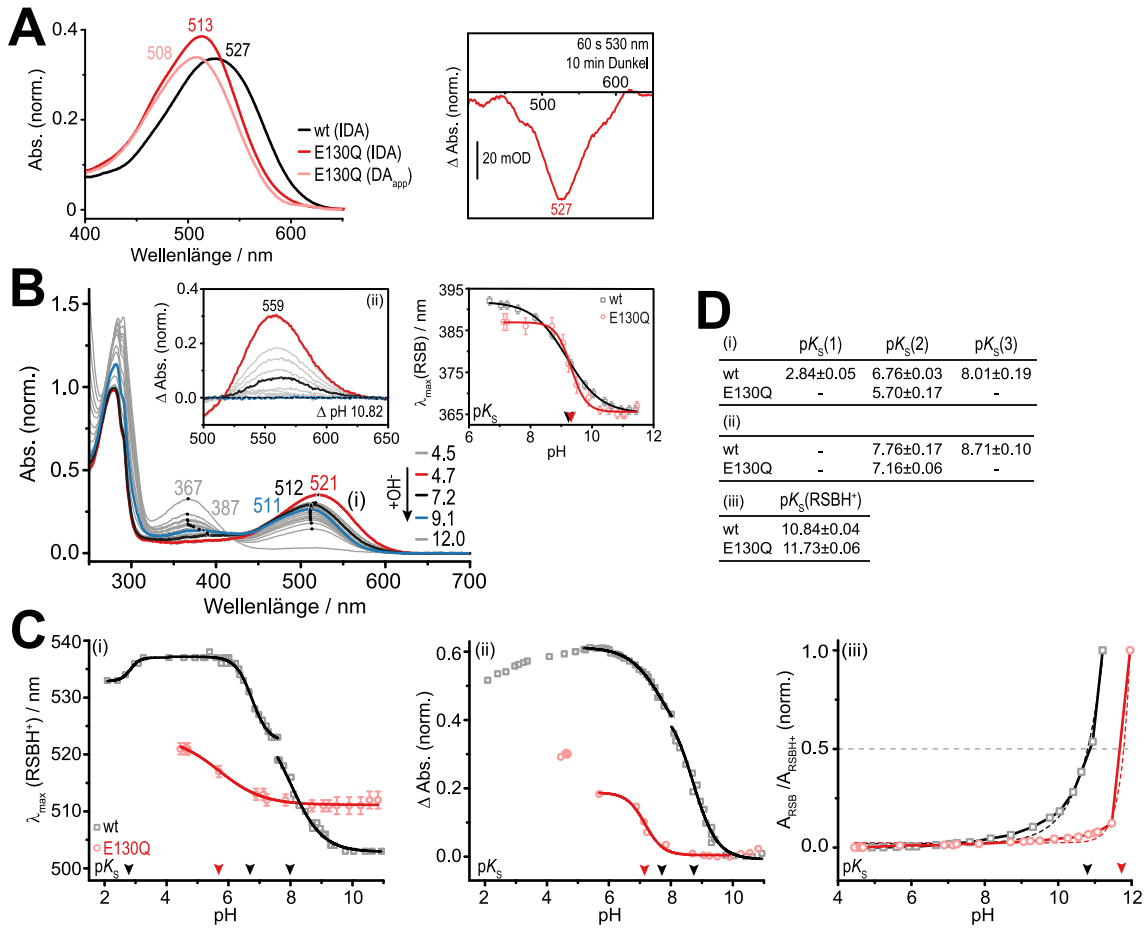 A
Abs. (norm.)
0.4
0.2
0
508
513
527
wt (IDA)
E130Q (IDA)
E130Q (DAapp)
400
500
600
Wellenlänge / nm
Δ Abs. (norm.)
60 s 530 nm
10 min Dunkel
500
600
20 mOD
527
B
Abs. (norm.)
1.5
1.0
0.5
0.0
300
400
500
600
700
Wellenlänge / nm
367
387
511
512
521
(i)
+OH-
4.5
4.7
7.2
9.1
12.0
Δ Abs. (norm.)
0.4
0.2
0.0
559
(ii)
Δ pH 10.82
500
550
600
650
λmax(RSB) / nm
395
385
375
365
wt
E130Q
pKS
6
8
10
12
pH
D
(i) pKS(1) pKS(2) pKS(3)
wt 2.84±0.05 6.76±0.03 8.01±0.19
E130Q - 5.70±0.17 -
(ii)
wt - 7.76±0.17 8.71±0.10
E130Q - 7.16±0.06 -
(iii) pKS(RSBH+)
wt 10.84±0.04
E130Q 11.73±0.06
C
λmax (RSBH+) / nm
540
530
520
510
500
(i)
wt
E130Q
pKS
2
4
6
8
10
pH
Δ Abs. (norm.)
0.6
0.4
0.2
0.0
(ii)
pKS
2
4
6
8
10
pH
ARSB /ARSBH+ (norm.)
1.0
0.5
0.0
(iii)
pKS
4
6
8
10
12
pH